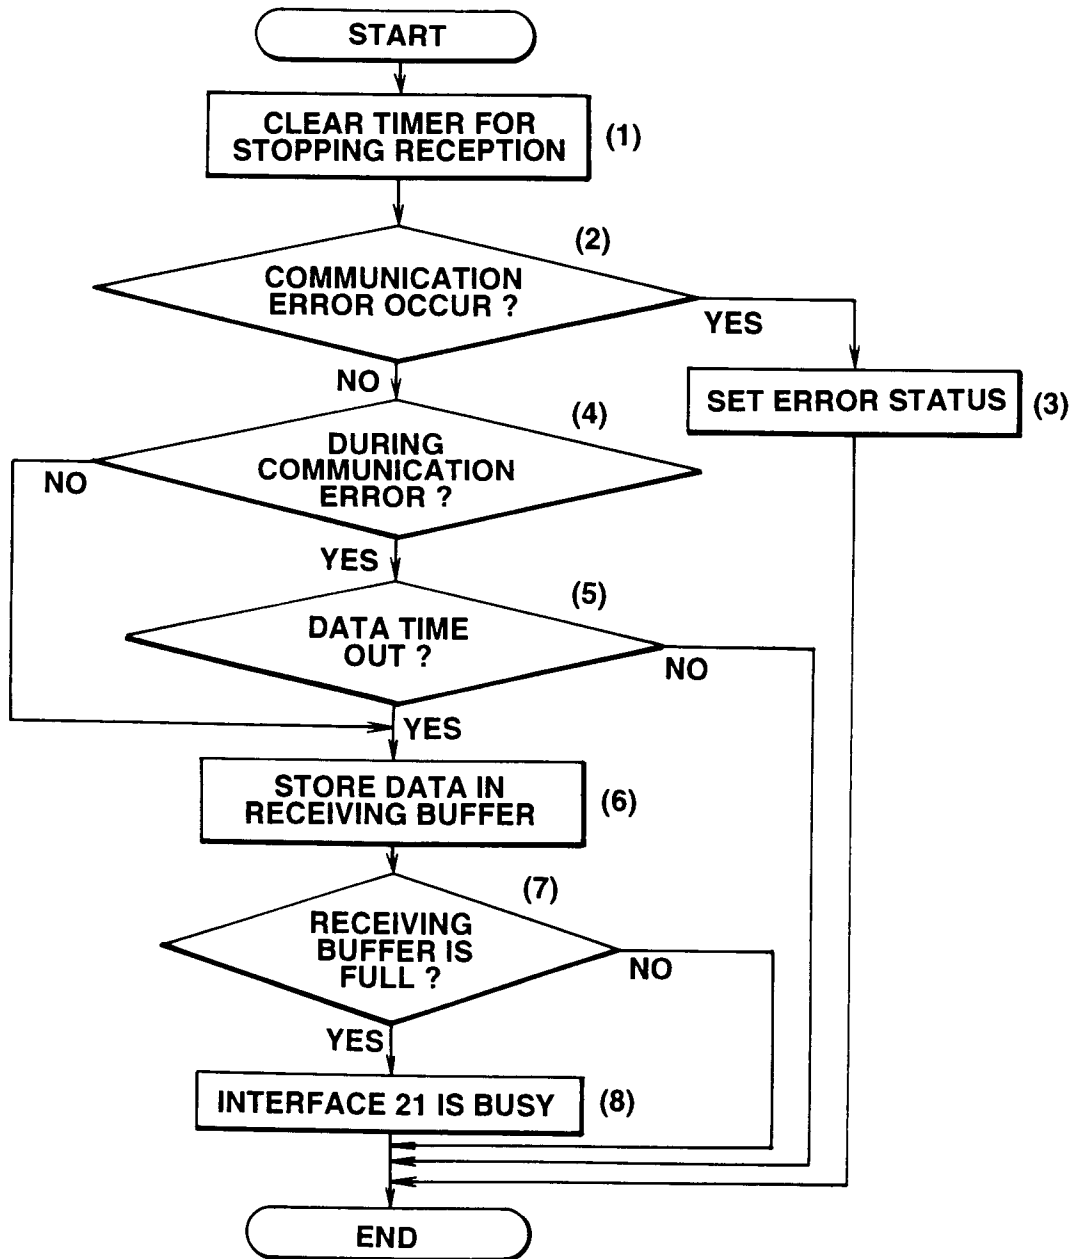 START
CLEAR TIMER FOR
STOPPING RECEPTION
(1)
(2)
COMMUNICATION
ERROR OCCUR ?
YES
NO
SET ERROR STATUS
(3)
(4)
DURING
COMMUNICATION
ERROR ?
NO
YES
(5)
DATA TIME
OUT ?
NO
YES
STORE DATA IN
RECEIVING BUFFER
(6)
(7)
RECEIVING
BUFFER IS
FULL ?
NO
YES
INTERFACE 21 IS BUSY
(8)
END